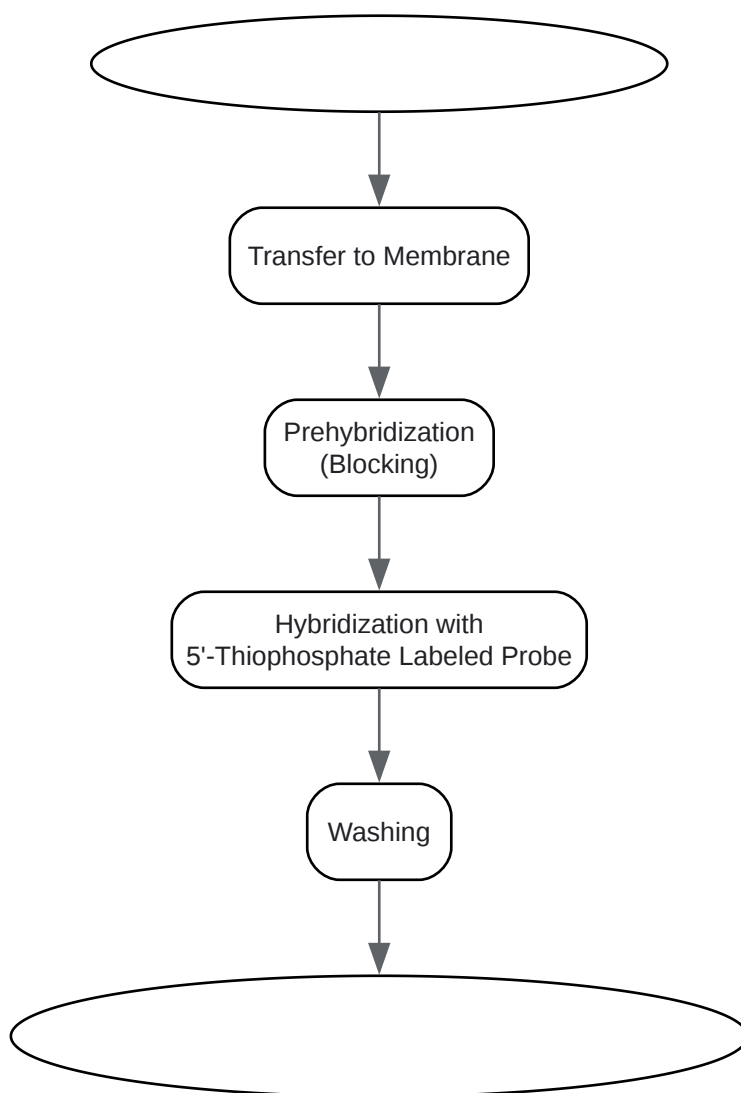 Transfer to Membrane
Prehybridization
(Blocking)
Hybridization with
5'-Thiophosphate Labeled Probe
Washing